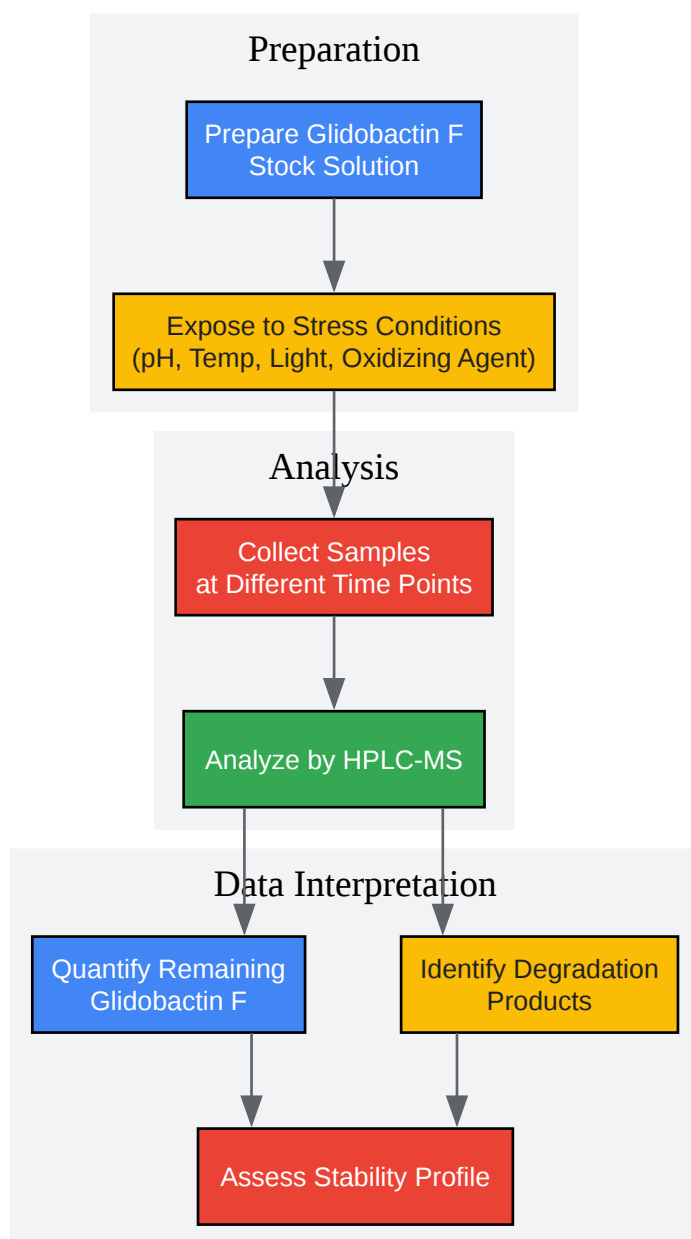 Preparation
Prepare Glidobactin F
Stock Solution
Expose to Stress Conditions
(pH, Temp, Light, Oxidizing Agent)
Analysis
Collect Samples
at Different Time Points
Analyze by HPLC-MS
Data Interpretation
Quantify Remaining
Glidobactin F
Identify Degradation
Products
Assess Stability Profile